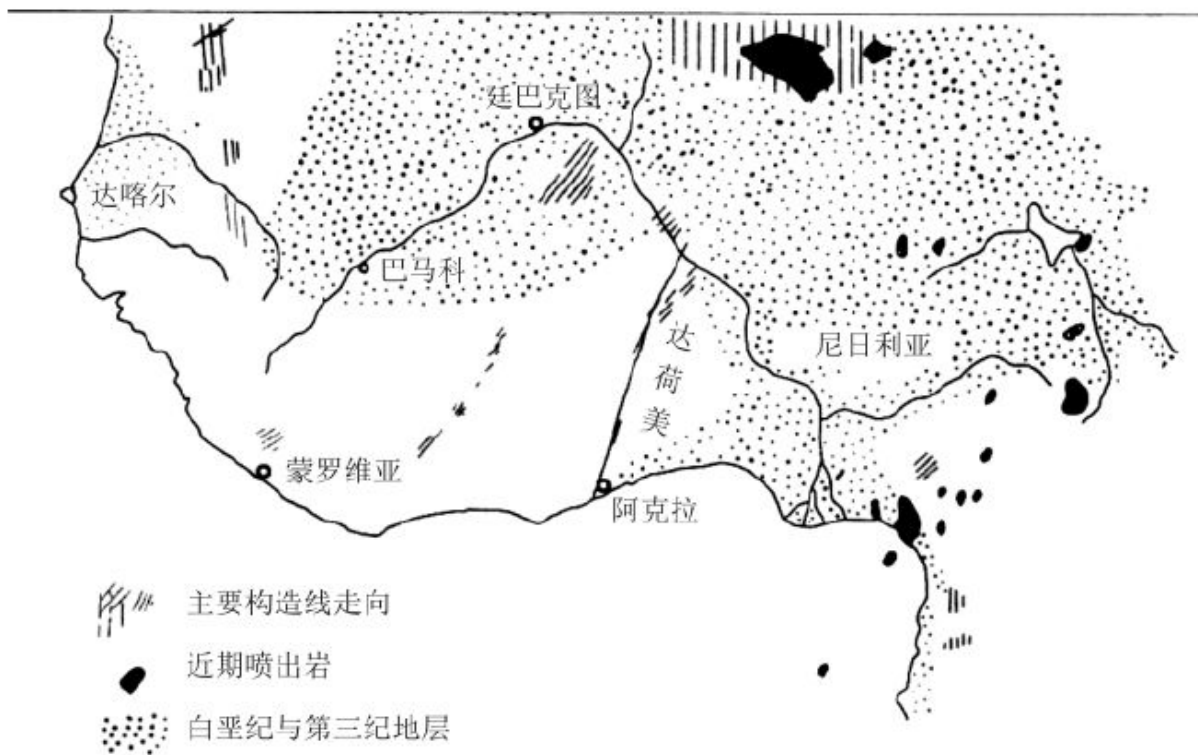 廷巴克图
达喀尔
巴马科
尼日利亚
达荷美
蒙罗维亚
阿克拉
主要构造线走向
近期喷出岩
白垩纪与第三纪地层